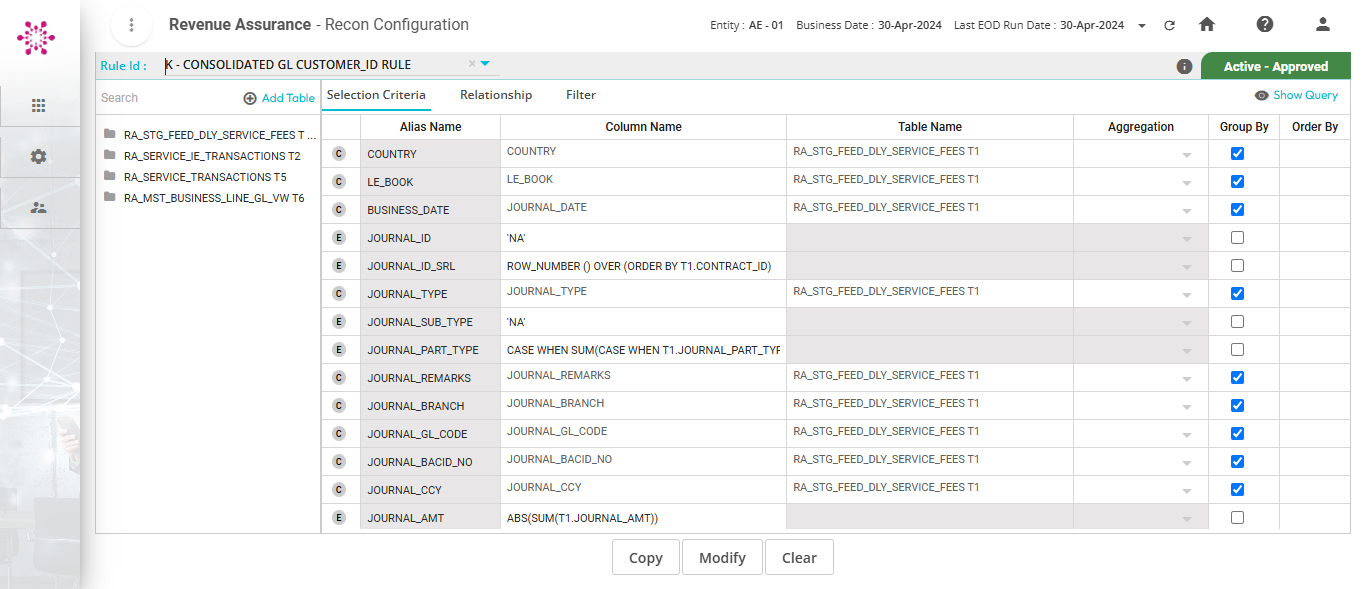 Revenue Assurance - Recon Configuration
Entity : AE - 01 Business Date : 30-Apr-2024 Last EOD Run Date : 30-Apr-2024
Rule Id : K - CONSOLIDATED GL CUSTOMER_ID RULE
Active - Approved
Search Add Table
Selection Criteria Relationship Filter
Show Query
RA_STG_FEED_DLY_SERVICE_FEES T ...
RA_SERVICE_IE_TRANSACTIONS T2
RA_SERVICE_TRANSACTIONS T5
RA_MST_BUSINESS_LINE_GL_VW T6
Alias Name Column Name Table Name Aggregation Group By Order By
C COUNTRY COUNTRY RA_STG_FEED_DLY_SERVICE_FEES T1
C LE_BOOK LE_BOOK RA_STG_FEED_DLY_SERVICE_FEES T1
C BUSINESS_DATE JOURNAL_DATE RA_STG_FEED_DLY_SERVICE_FEES T1
E JOURNAL_ID 'NA'
E JOURNAL_ID_SRL ROW_NUMBER () OVER (ORDER BY T1.CONTRACT_ID)
C JOURNAL_TYPE JOURNAL_TYPE RA_STG_FEED_DLY_SERVICE_FEES T1
E JOURNAL_SUB_TYPE 'NA'
E JOURNAL_PART_TYPE CASE WHEN SUM(CASE WHEN T1.JOURNAL_PART_TYP
C JOURNAL_REMARKS JOURNAL_REMARKS RA_STG_FEED_DLY_SERVICE_FEES T1
C JOURNAL_BRANCH JOURNAL_BRANCH RA_STG_FEED_DLY_SERVICE_FEES T1
C JOURNAL_GL_CODE JOURNAL_GL_CODE RA_STG_FEED_DLY_SERVICE_FEES T1
C JOURNAL_BACID_NO JOURNAL_BACID_NO RA_STG_FEED_DLY_SERVICE_FEES T1
C JOURNAL_CCY JOURNAL_CCY RA_STG_FEED_DLY_SERVICE_FEES T1
E JOURNAL_AMT ABS(SUM(T1.JOURNAL_AMT))
Copy Modify Clear